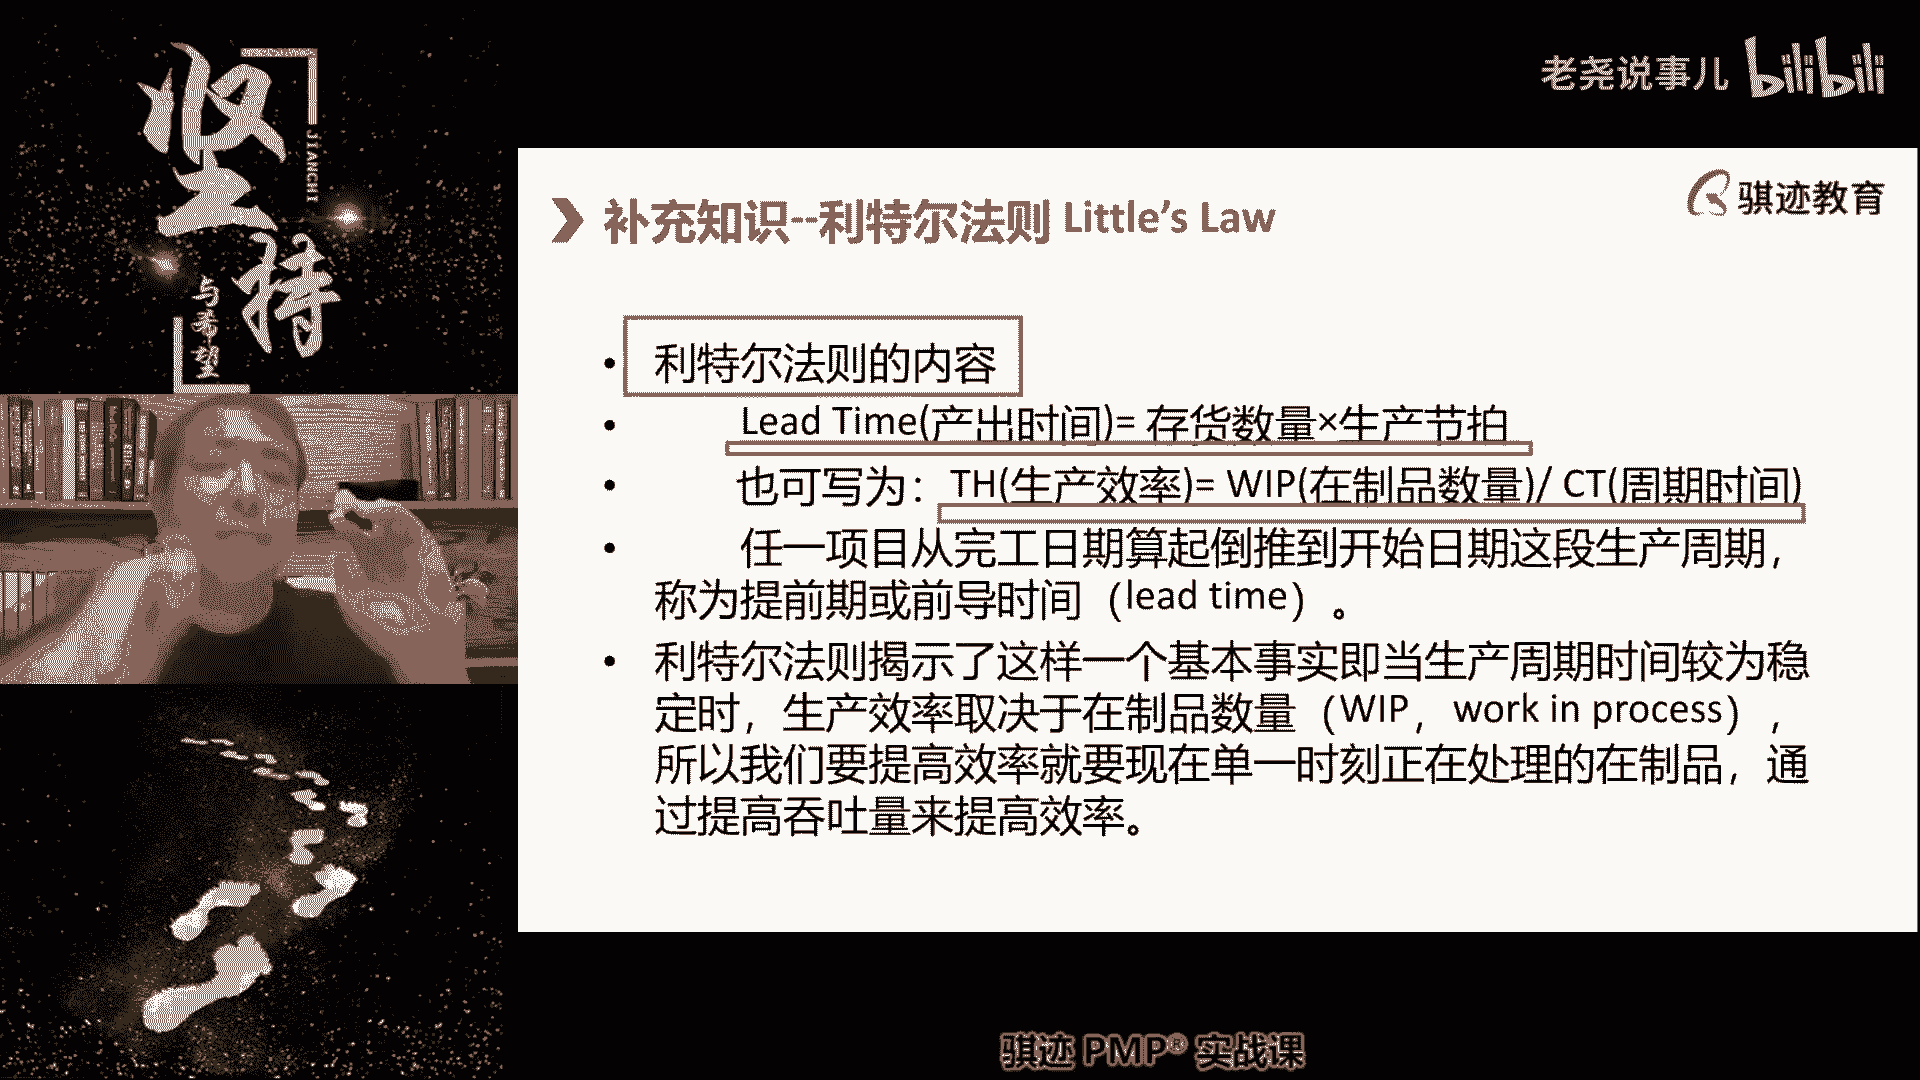 坚持
JIANCHI
与希望
老尧说事儿 bilibili
骐迹教育
补充知识--利特尔法则 Little's Law
• 利特尔法则的内容
• Lead Time(产出时间)= 存货数量×生产节拍
• 也可写为：TH(生产效率)= WIP(在制品数量)/ CT(周期时间)
• 任一项目从完工日期算起倒推到开始日期这段生产周期，
称为提前期或前导时间（lead time）。
• 利特尔法则揭示了这样一个基本事实即当生产周期时间较为稳
定时，生产效率取决于在制品数量（WIP，work in process），
所以我们要提高效率就要现在单一时刻正在处理的在制品，通
过提高吞吐量来提高效率。
骐迹 PMP® 实战课